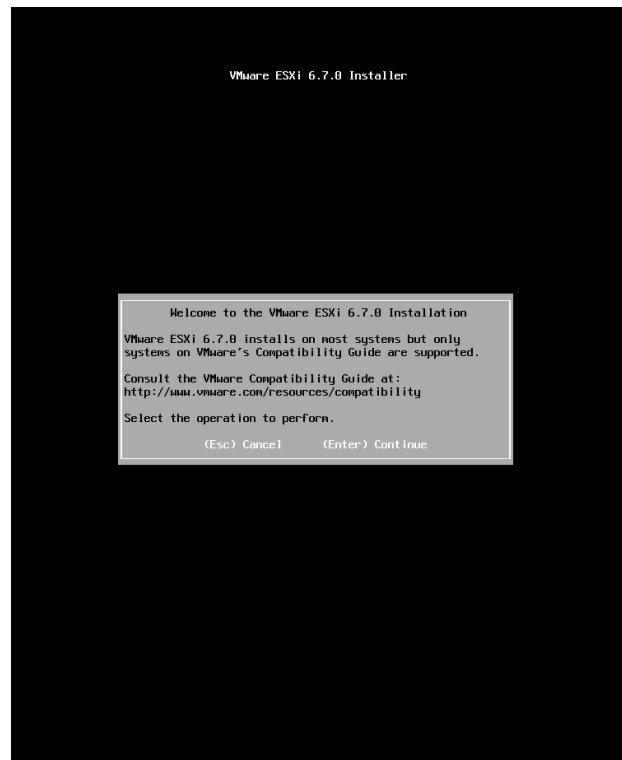 VMware ESXi 6.7.0 Installer
Welcome to the VMware ESXi 6.7.0 Installation
VMware ESXi 6.7.0 installs on most systems but only
systems on VMware's Compatibility Guide are supported.
Consult the VMware Compatibility Guide at:
http://www.vmware.com/resources/compatibility
Select the operation to perform.
(Esc) Cancel (Enter) Continue